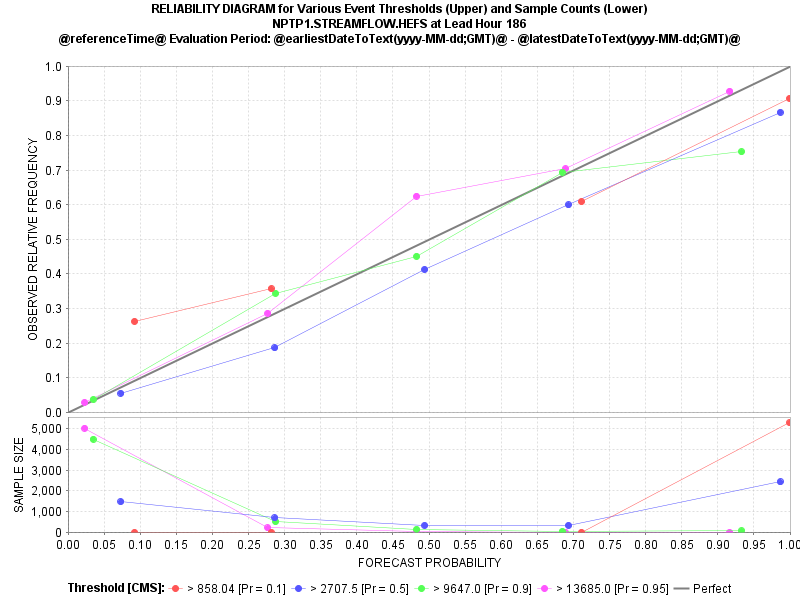 RELIABILITY DIAGRAM for Various Event Thresholds (Upper) and Sample Counts (Lower)
NPTP1.STREAMFLOW.HEFS at Lead Hour 186
@referenceTime@ Evaluation Period: @earliestDateToText(yyyy-MM-dd;GMT)@ - @latestDateToText(yyyy-MM-dd;GMT)@
OBSERVED RELATIVE FREQUENCY
1.0
0.9
0.8
0.7
0.6
0.5
0.4
0.3
0.2
0.1
0.0
SAMPLE SIZE
5,000
4,000
3,000
2,000
1,000
0
0.00 0.05 0.10 0.15 0.20 0.25 0.30 0.35 0.40 0.45 0.50 0.55 0.60 0.65 0.70 0.75 0.80 0.85 0.90 0.95 1.00
FORECAST PROBABILITY
Threshold [CMS]: > 858.04 [Pr = 0.1] > 2707.5 [Pr = 0.5] > 9647.0 [Pr = 0.9] > 13685.0 [Pr = 0.95] Perfect